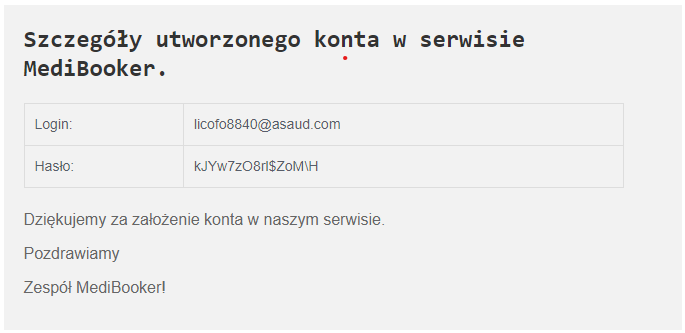 Szczegóły utworzonego konta w serwisie
MediBooker.
Login: licofo8840@asaud.com
Hasło: kJYw7zO8rl$ZoM\H
Dziękujemy za założenie konta w naszym serwisie.
Pozdrawiamy
Zespół MediBooker!